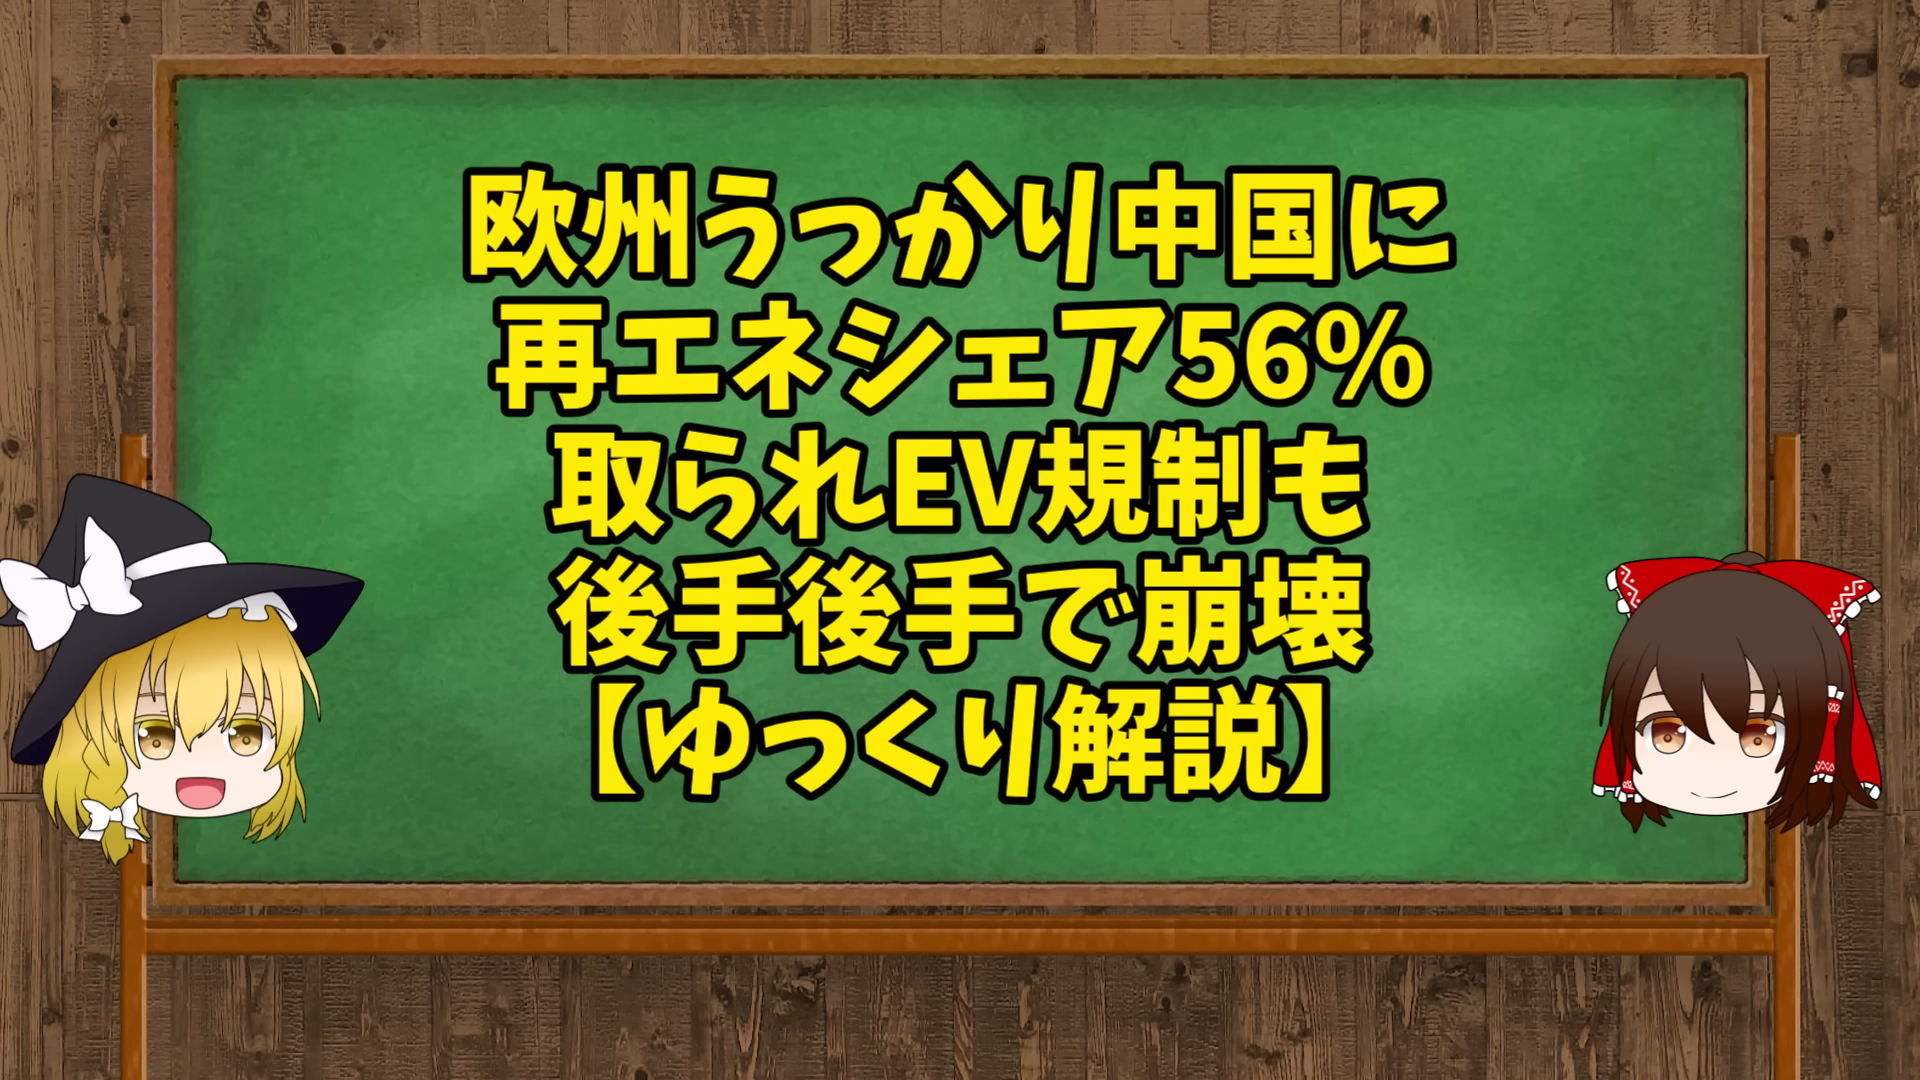 欧州うっかり中国に
再エネシェア56%
取られEV規制も
後手後手で崩壊
【ゆっくり解説】